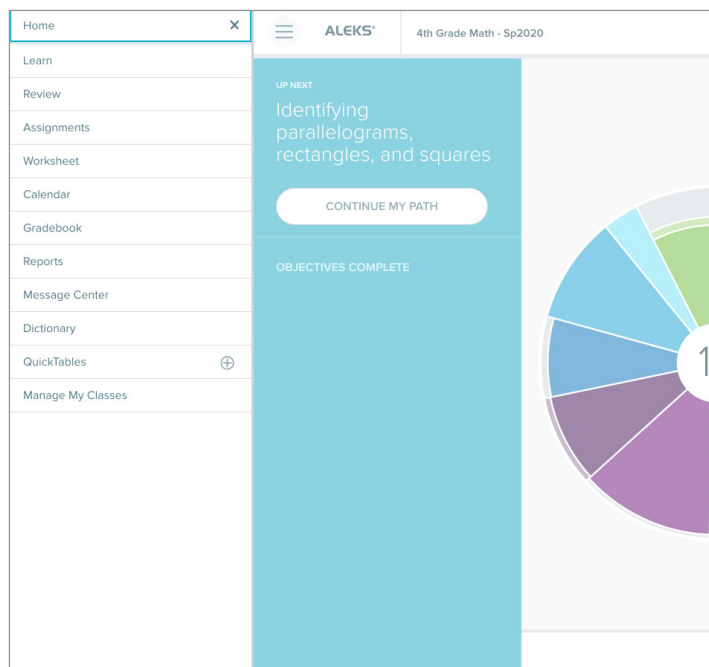 Home
Learn
Review
Assignments
Worksheet
Calendar
Gradebook
Reports
Message Center
Dictionary
QuickTables
Manage My Classes
ALEKS®
4th Grade Math - Sp2020
UP NEXT
Identifying
parallelograms,
rectangles, and squares
CONTINUE MY PATH
OBJECTIVES COMPLETE
1